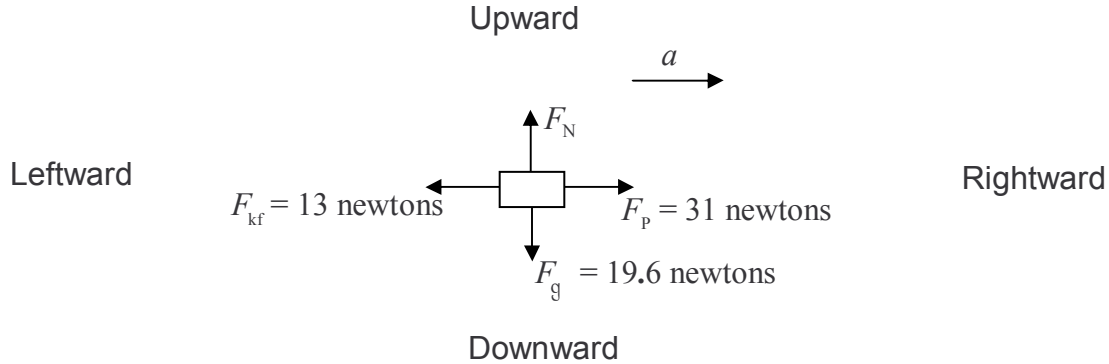 Upward
a
F_N
Leftward
Rightward
F_kf = 13 newtons
F_P = 31 newtons
F_g = 19.6 newtons
Downward